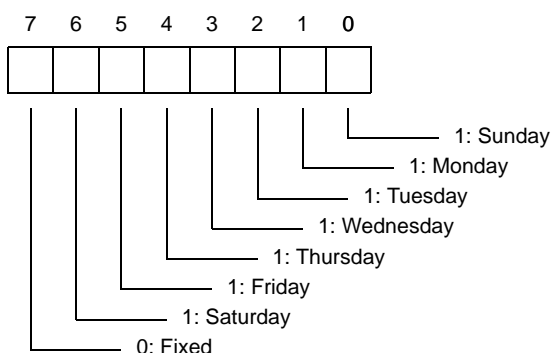 7 6 5 4 3 2 1 0
1: Sunday
1: Monday
1: Tuesday
1: Wednesday
1: Thursday
1: Friday
1: Saturday
0: Fixed